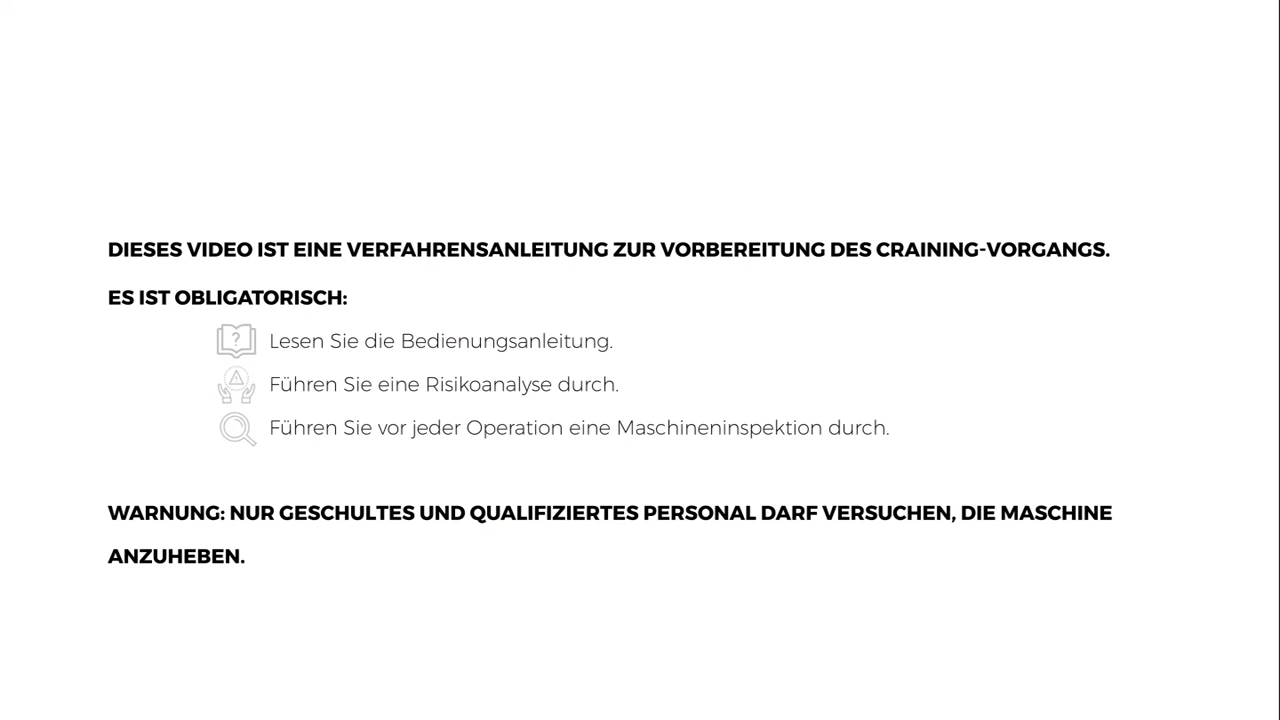 DIESES VIDEO IST EINE VERFAHRENSANLEITUNG ZUR VORBEREITUNG DES CRAINING-VORGANGS.
ES IST OBLIGATORISCH:
Lesen Sie die Bedienungsanleitung.
Führen Sie eine Risikoanalyse durch.
Führen Sie vor jeder Operation eine Maschineninspektion durch.
WARNUNG: NUR GESCHULTES UND QUALIFIZIERTES PERSONAL DARF VERSUCHEN, DIE MASCHINE
ANZUHEBEN.